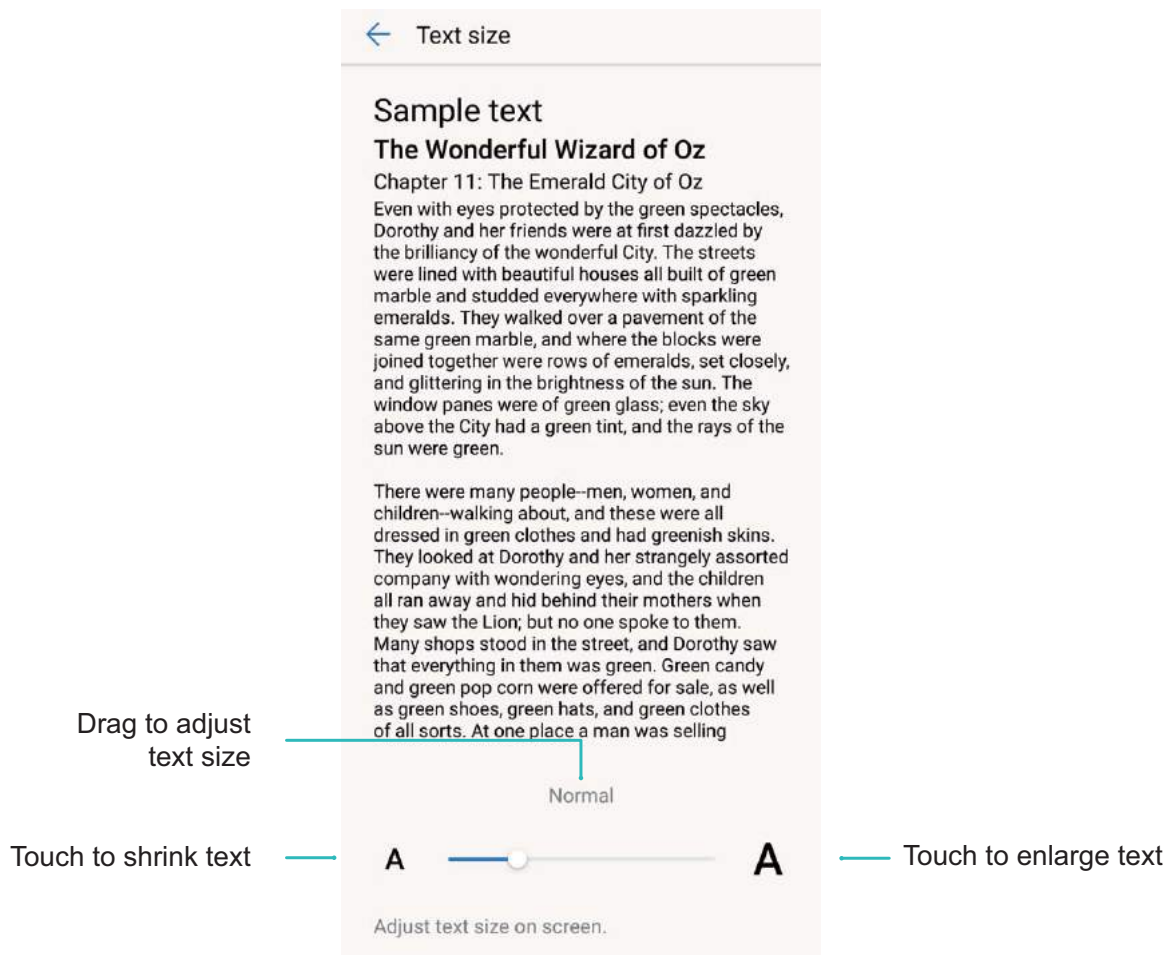 Text size
Sample text
The Wonderful Wizard of Oz
Chapter 11: The Emerald City of Oz
Even with eyes protected by the green spectacles,
Dorothy and her friends were at first dazzled by
the brilliancy of the wonderful City. The streets
were lined with beautiful houses all built of green
marble and studded everywhere with sparkling
emeralds. They walked over a pavement of the
same green marble, and where the blocks were
joined together were rows of emeralds, set closely,
and glittering in the brightness of the sun. The
window panes were of green glass; even the sky
above the City had a green tint, and the rays of the
sun were green.
There were many people--men, women, and
children--walking about, and these were all
dressed in green clothes and had greenish skins.
They looked at Dorothy and her strangely assorted
company with wondering eyes, and the children
all ran away and hid behind their mothers when
they saw the Lion; but no one spoke to them.
Many shops stood in the street, and Dorothy saw
that everything in them was green. Green candy
and green pop corn were offered for sale, as well
as green shoes, green hats, and green clothes
of all sorts. At one place a man was selling
Drag to adjust
text size
Normal
Touch to shrink text
A
A
Touch to enlarge text
Adjust text size on screen.